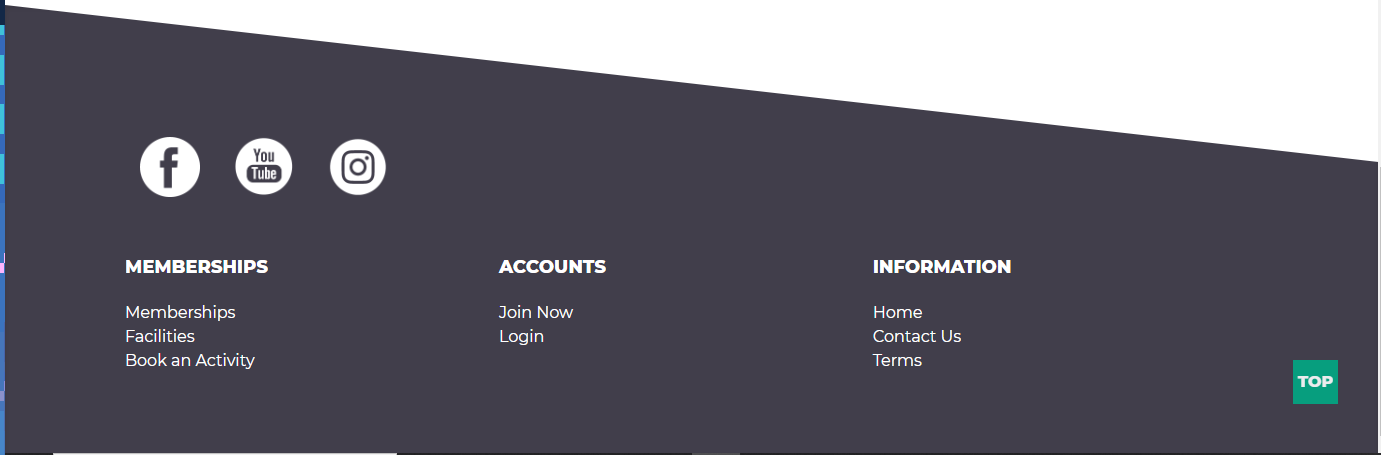 You
Tube
MEMBERSHIPS
Memberships
Facilities
Book an Activity
ACCOUNTS
Join Now
Login
INFORMATION
Home
Contact Us
Terms
TOP